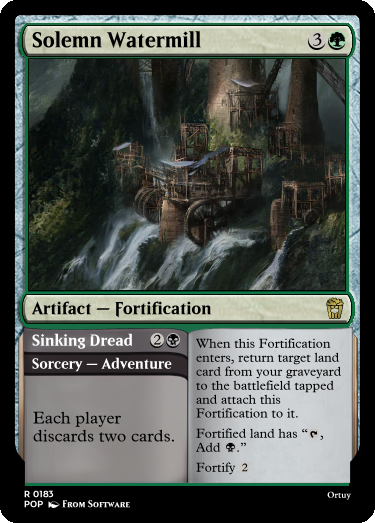 Solemn Watermill 3
Artifact — Fortification
Sinking Dread 2
Sorcery — Adventure
Each player
discards two cards.
When this Fortification
enters, return target land
card from your graveyard
to the battlefield tapped
and attach this
Fortification to it.
Fortified land has “,
Add .”
Fortify 2
R 0183
POP From Software
Ortuy